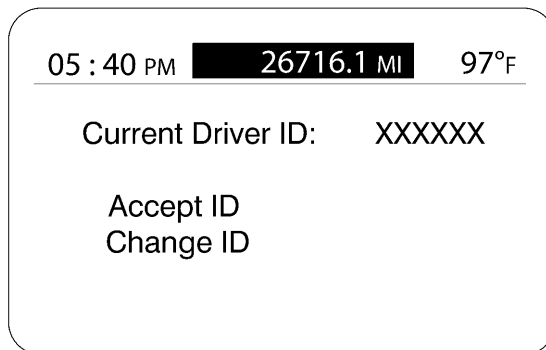 05 : 40 PM 26716.1 MI 97°F
Current Driver ID: XXXXXX
Accept ID
Change ID